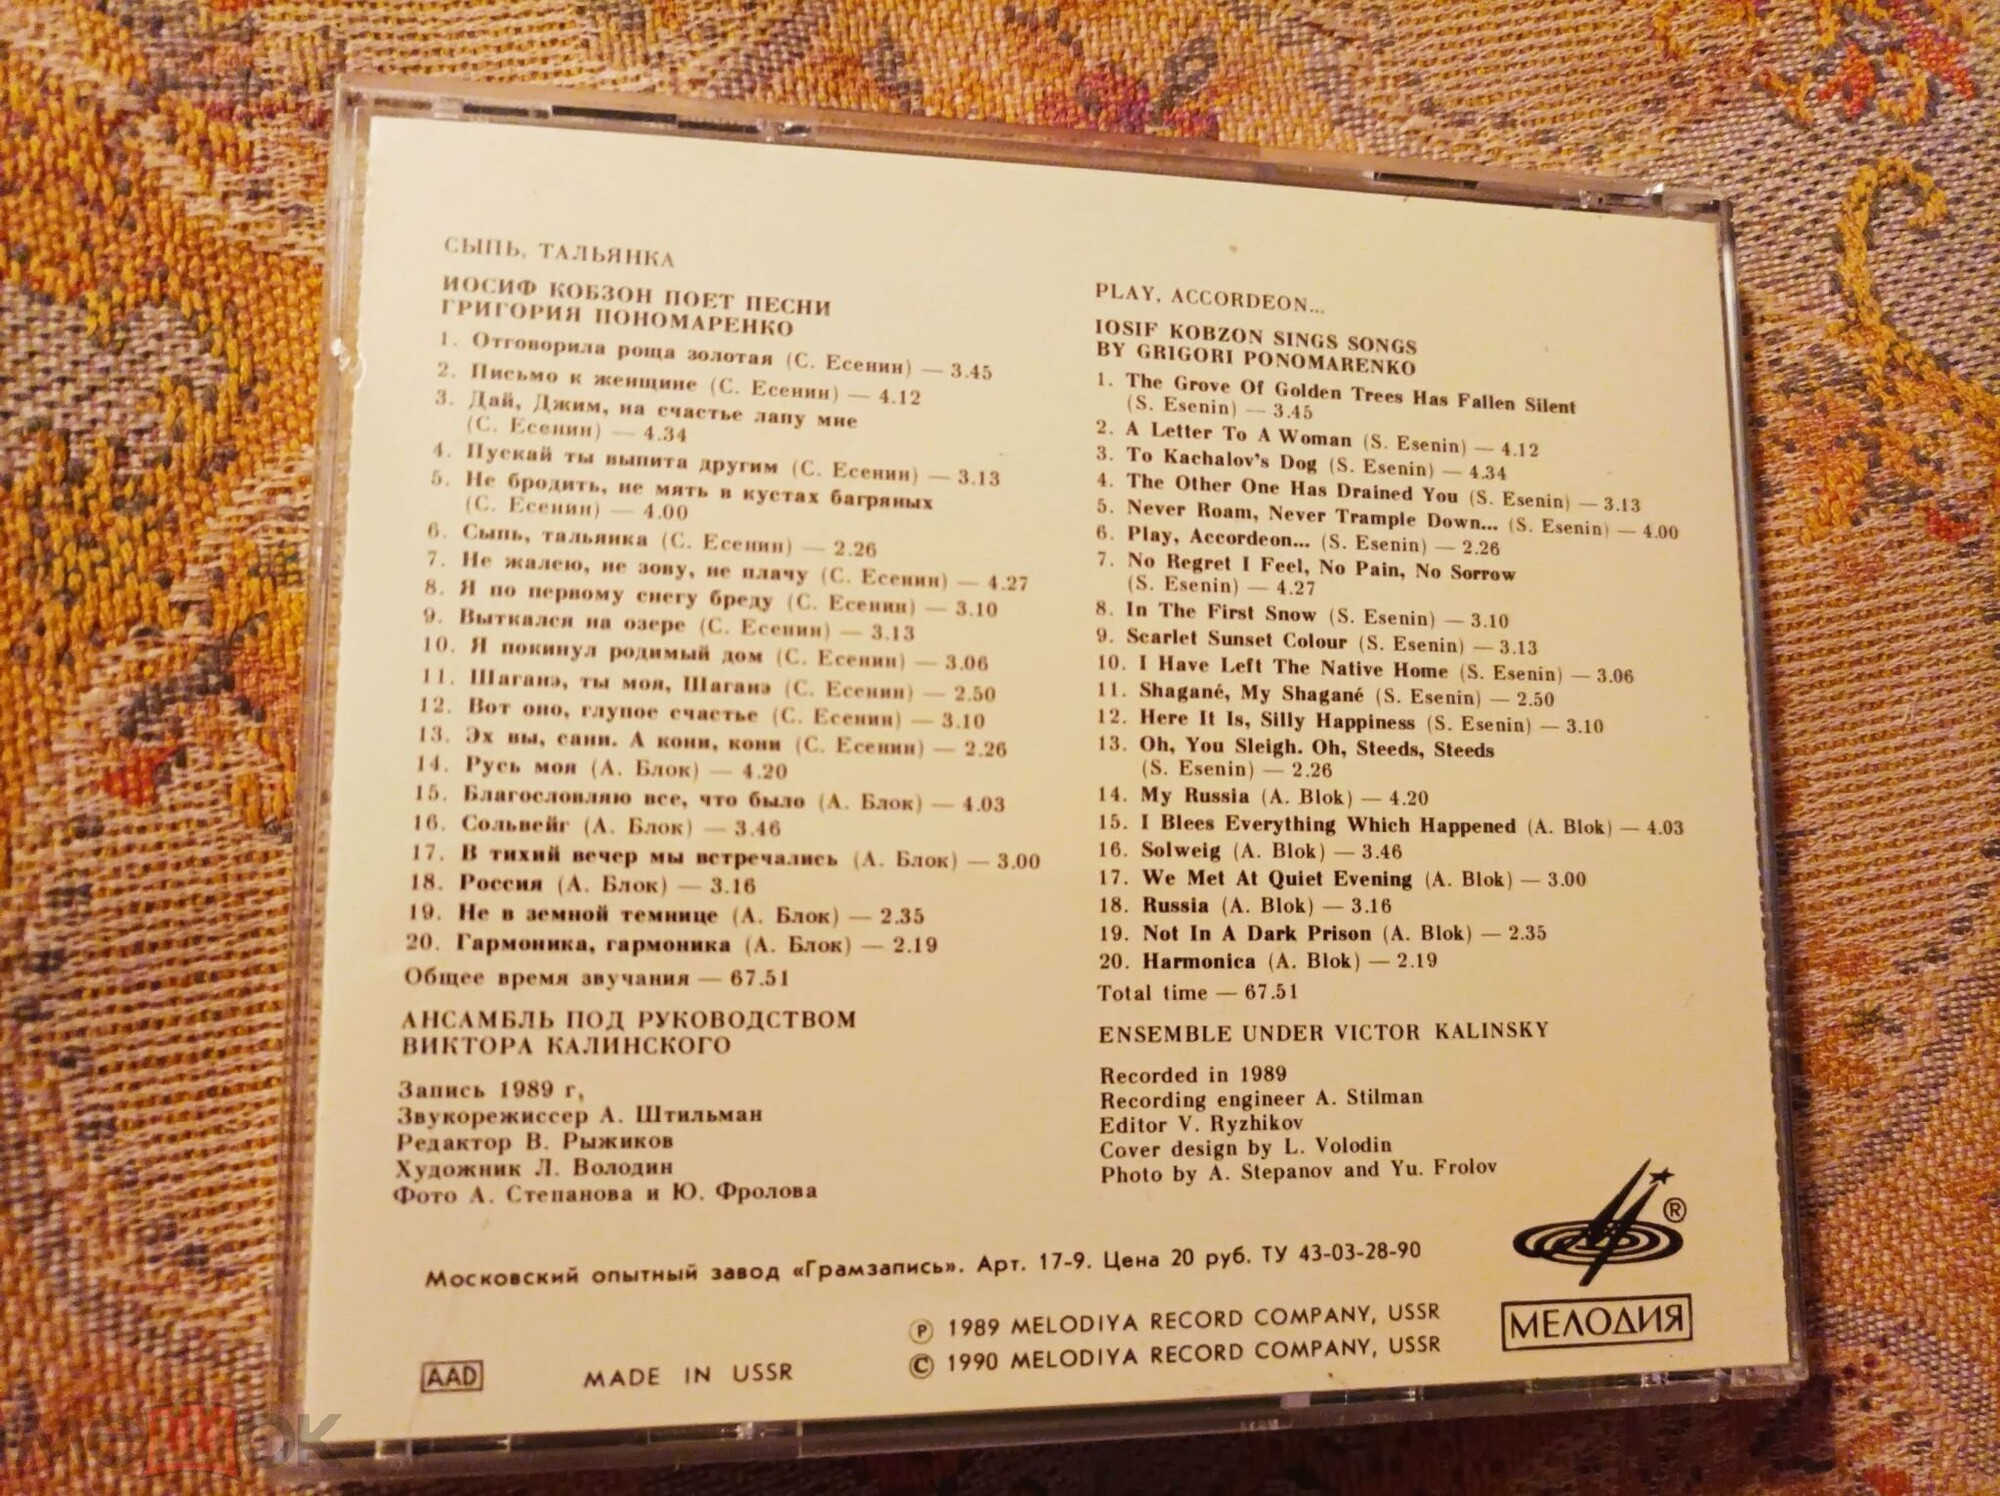 СЫПЬ, ТАЛЬЯНКА
ИОСИФ КОБЗОН ПОЕТ ПЕСНИ
ГРИГОРИЯ ПОНОМАРЕНКО
1. Отговорила роща золотая (С. Есенин) — 3.45
2. Письмо к женщине (С. Есенин) — 4.12
3. Дай, Джим, на счастье лапу мне
(С. Есенин) — 4.34
4. Пускай ты выпита другим (С. Есенин) — 3.13
5. Не бродить, не мять в кустах багряных
(С. Есенин) — 4.00
6. Сыпь, тальянка (С. Есенин) — 2.26
7. Не жалею, не зову, не плачу (С. Есенин) — 4.27
8. Я по первому снегу бреду (С. Есенин) — 3.10
9. Выткался на озере (С. Есенин) — 3.13
10. Я покинул родимый дом (С. Есенин) — 3.06
11. Шаганэ, ты моя, Шаганэ (С. Есенин) — 2.50
12. Вот оно, глупое счастье (С. Есенин) — 3.10
13. Эх вы, сани. А кони, кони (С. Есенин) — 2.26
14. Русь моя (А. Блок) — 4.20
15. Благословляю все, что было (А. Блок) — 4.03
16. Сольвейг (А. Блок) — 3.46
17. В тихий вечер мы встречались (А. Блок) — 3.00
18. Россия (А. Блок) — 3.16
19. Не в земной темнице (А. Блок) — 2.35
20. Гармоника, гармоника (А. Блок) — 2.19
Общее время звучания — 67.51
АНСАМБЛЬ ПОД РУКОВОДСТВОМ
ВИКТОРА КАЛИНСКОГО
Запись 1989 г,
Звукорежиссер А. Штильман
Редактор В. Рыжиков
Художник Л. Володин
Фото А. Степанова и Ю. Фролова
PLAY, ACCORDEON...
IOSIF KOBZON SINGS SONGS
BY GRIGORI PONOMARENKO
1. The Grove Of Golden Trees Has Fallen Silent
(S. Esenin) — 3.45
2. A Letter To A Woman (S. Esenin) — 4.12
3. To Kachalov's Dog (S. Esenin) — 4.34
4. The Other One Has Drained You (S. Esenin) — 3.13
5. Never Roam, Never Trample Down... (S. Esenin) — 4.00
6. Play, Accordeon... (S. Esenin) — 2.26
7. No Regret I Feel, No Pain, No Sorrow
(S. Esenin) — 4.27
8. In The First Snow (S. Esenin) — 3.10
9. Scarlet Sunset Colour (S. Esenin) — 3.13
10. I Have Left The Native Home (S. Esenin) — 3.06
11. Shagané, My Shagané (S. Esenin) — 2.50
12. Here It Is, Silly Happiness (S. Esenin) — 3.10
13. Oh, You Sleigh. Oh, Steeds, Steeds
(S. Esenin) — 2.26
14. My Russia (A. Blok) — 4.20
15. I Blees Everything Which Happened (A. Blok) — 4.03
16. Solweig (A. Blok) — 3.46
17. We Met At Quiet Evening (A. Blok) — 3.00
18. Russia (A. Blok) — 3.16
19. Not In A Dark Prison (A. Blok) — 2.35
20. Harmonica (A. Blok) — 2.19
Total time — 67.51
ENSEMBLE UNDER VICTOR KALINSKY
Recorded in 1989
Recording engineer A. Stilman
Editor V. Ryzhikov
Cover design by L. Volodin
Photo by A. Stepanov and Yu. Frolov
®
МЕЛОДИЯ
Московский опытный завод «Грамзапись». Арт. 17-9. Цена 20 руб. ТУ 43-03-28-90
℗ 1989 MELODIYA RECORD COMPANY, USSR
© 1990 MELODIYA RECORD COMPANY, USSR
AAD MADE IN USSR